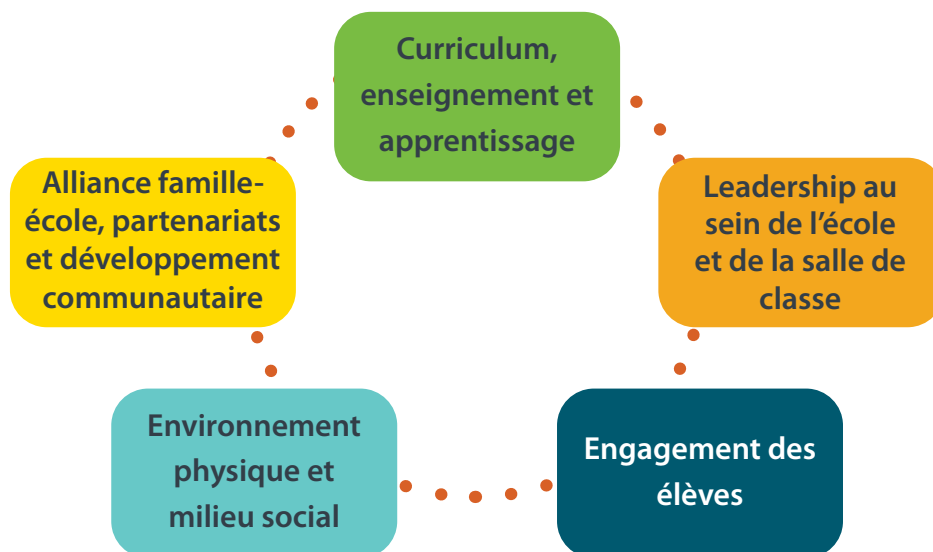 Curriculum,
enseignement et
apprentissage
Alliance famille-
école, partenariats
et développement
communautaire
Leadership au
sein de l’école
et de la salle de
classe
Environnement
physique et
milieu social
Engagement des
élèves